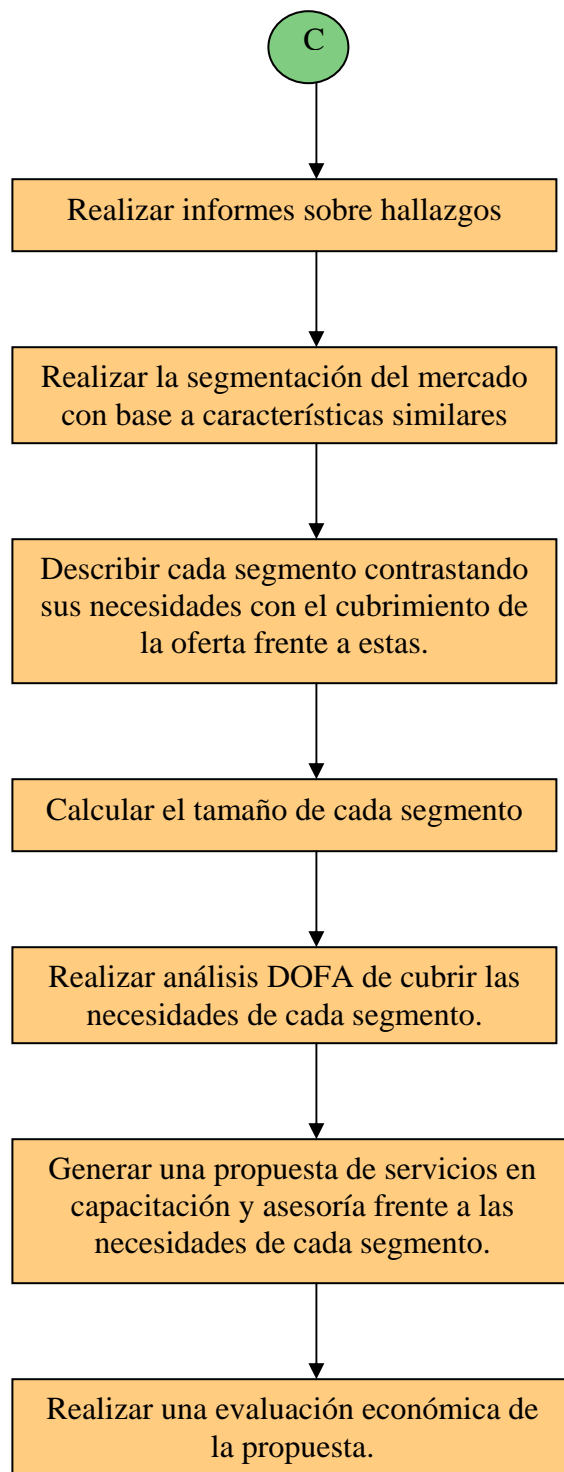 C
Realizar informes sobre hallazgos
Realizar la segmentación del mercado
con base a características similares
Describir cada segmento contrastando
sus necesidades con el cubrimiento de
la oferta frente a estas.
Calcular el tamaño de cada segmento
Realizar análisis DOFA de cubrir las
necesidades de cada segmento.
Generar una propuesta de servicios en
capacitación y asesoría frente a las
necesidades de cada segmento.
Realizar una evaluación económica de
la propuesta.